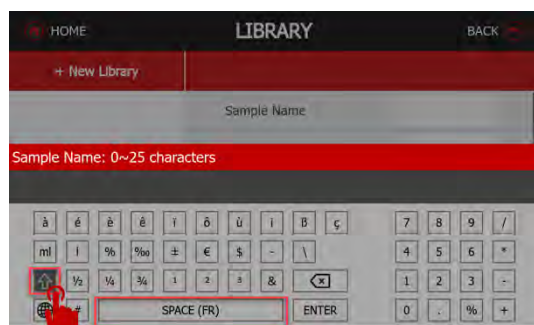 HOME LIBRARY BACK
+ New Library
Sample Name
Sample Name: 0~25 characters
à é è ê ï ô ù i ß ç 7 8 9 /
ml l % ‰ ± € $ - \ 4 5 6 *
½ ¼ ¾ ¹ ² ³ & 1 2 3 -
# SPACE (FR) ENTER 0 . % +